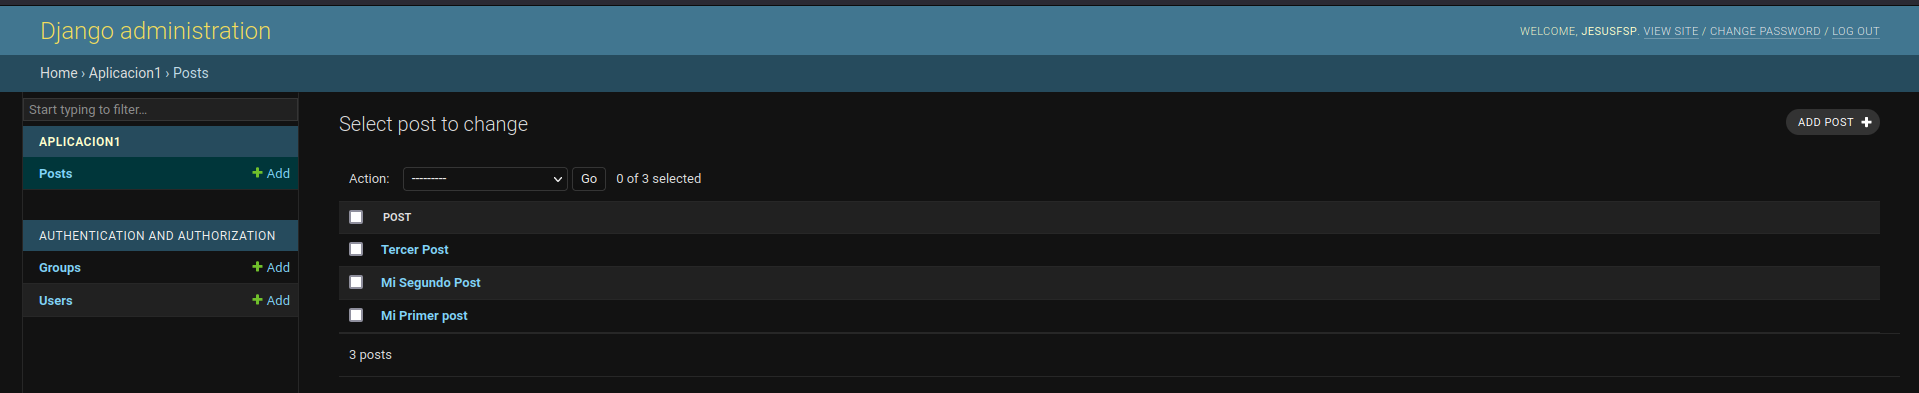 Django administration
WELCOME, JESUSFSP. VIEW SITE / CHANGE PASSWORD / LOG OUT
Home › Aplicacion1 › Posts
Start typing to filter...
APLICACION1
Posts + Add
AUTHENTICATION AND AUTHORIZATION
Groups + Add
Users + Add
Select post to change
ADD POST +
Action: --------- Go 0 of 3 selected
POST
Tercer Post
Mi Segundo Post
Mi Primer post
3 posts